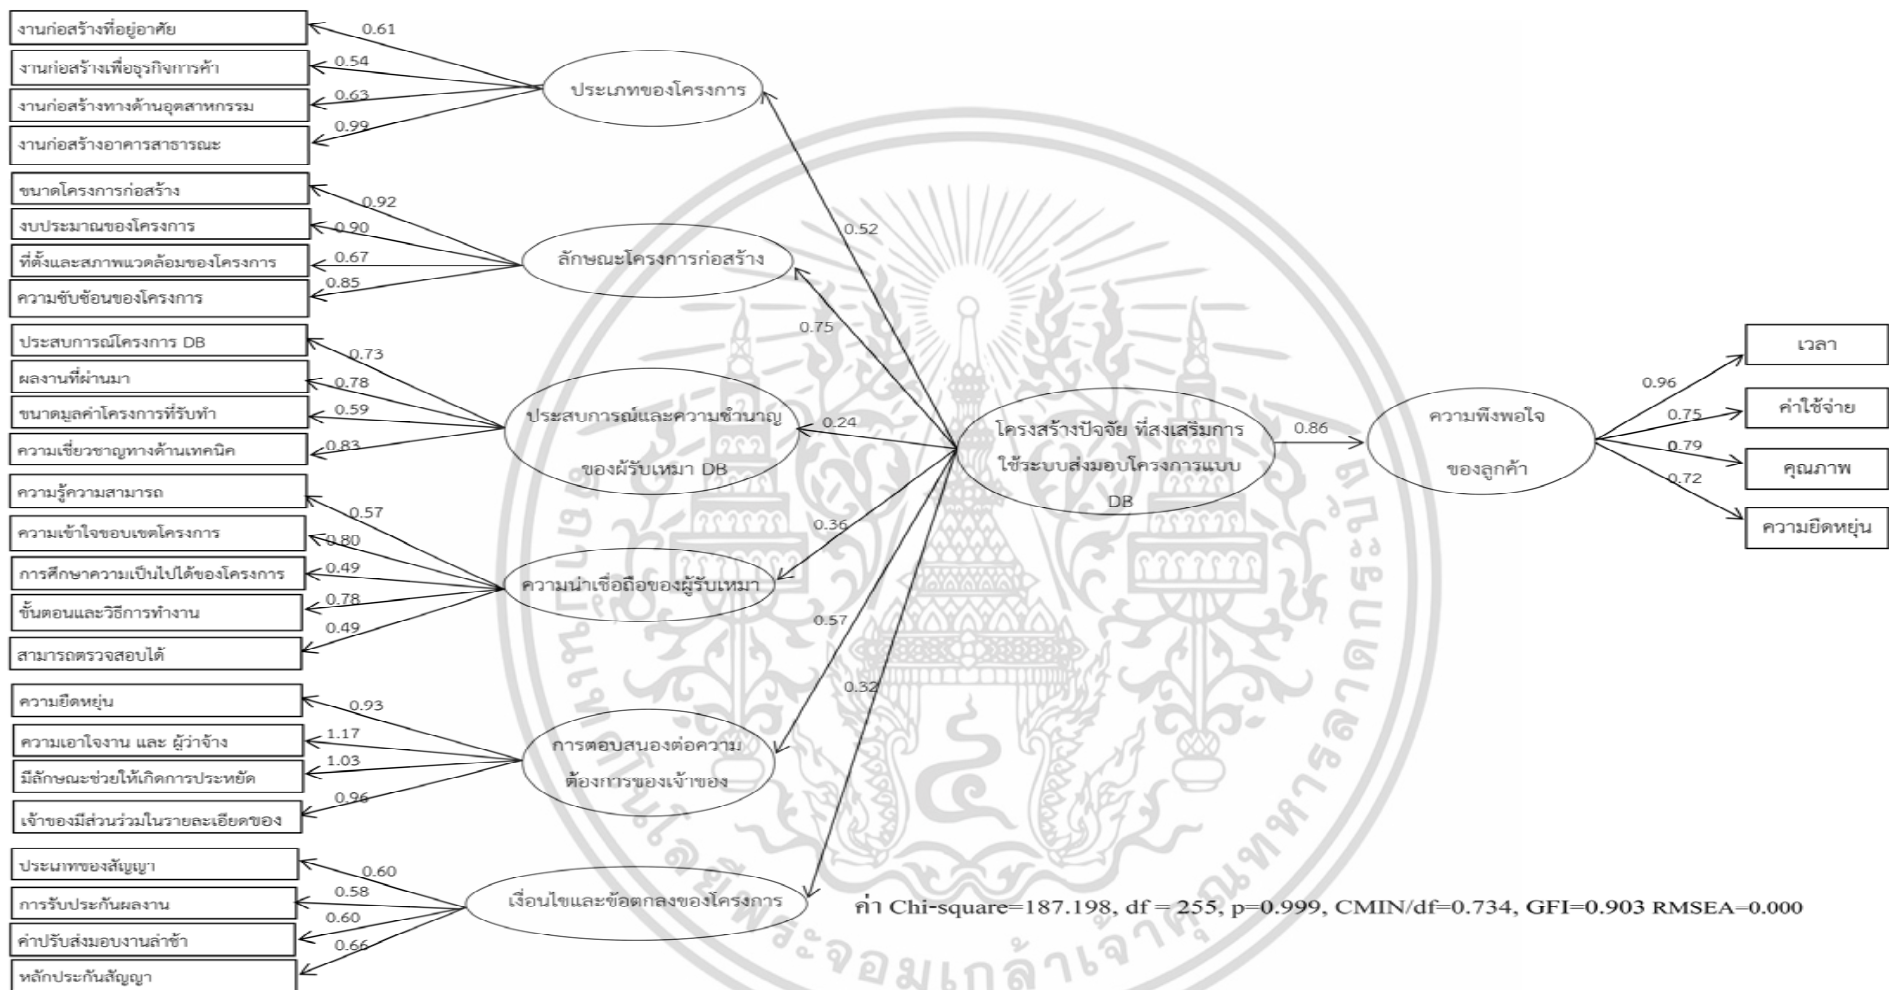 งานก่อสร้างที่อยู่อาศัย
งานก่อสร้างเพื่อธุรกิจการค้า
งานก่อสร้างทางด้านอุตสาหกรรม
งานก่อสร้างอาคารสาธารณะ
0.61
0.54
0.63
0.99
ประเภทของโครงการ
ขนาดโครงการก่อสร้าง
งบประมาณของโครงการ
ที่ตั้งและสภาพแวดล้อมของโครงการ
ความซับซ้อนของโครงการ
0.92
0.90
0.67
0.85
ลักษณะโครงการก่อสร้าง
ประสบการณ์โครงการ DB
ผลงานที่ผ่านมา
ขนาดมูลค่าโครงการที่รับทำ
ความเชี่ยวชาญทางด้านเทคนิค
0.73
0.78
0.59
0.83
ประสบการณ์และความชำนาญ
ของผู้รับเหมา DB
ความรู้ความสามารถ
ความเข้าใจขอบเขตโครงการ
การศึกษาความเป็นไปได้ของโครงการ
ขั้นตอนและวิธีการทำงาน
สามารถตรวจสอบได้
0.57
0.80
0.49
0.78
0.49
ความน่าเชื่อถือของผู้รับเหมา
ความยืดหยุ่น
ความเอาใจงาน และ ผู้ว่าจ้าง
มีลักษณะช่วยให้เกิดการประหยัด
เจ้าของมีส่วนร่วมในรายละเอียดของ
0.93
1.17
1.03
0.96
การตอบสนองต่อความ
ต้องการของเจ้าของ
ประเภทของสัญญา
การรับประกันผลงาน
ค่าปรับส่งมอบงานล่าช้า
หลักประกันสัญญา
0.60
0.58
0.60
0.66
เงื่อนไขและข้อตกลงของโครงการ
0.52
0.75
0.24
0.36
0.57
0.32
โครงสร้างปัจจัย ที่สงเสริมการ
ใช้ระบบส่งมอบโครงการแบบ
DB
0.86
ความพึงพอใจ
ของลูกค้า
0.96
0.75
0.79
0.72
เวลา
ค่าใช้จ่าย
คุณภาพ
ความยืดหยุ่น
ค่า Chi-square=187.198, df = 255, p=0.999, CMIN/df=0.734, GFI=0.903 RMSEA=0.000
สถาบันเทคโนโลยีพระจอมเกล้าเจ้าคุณทหารลาดกระบัง